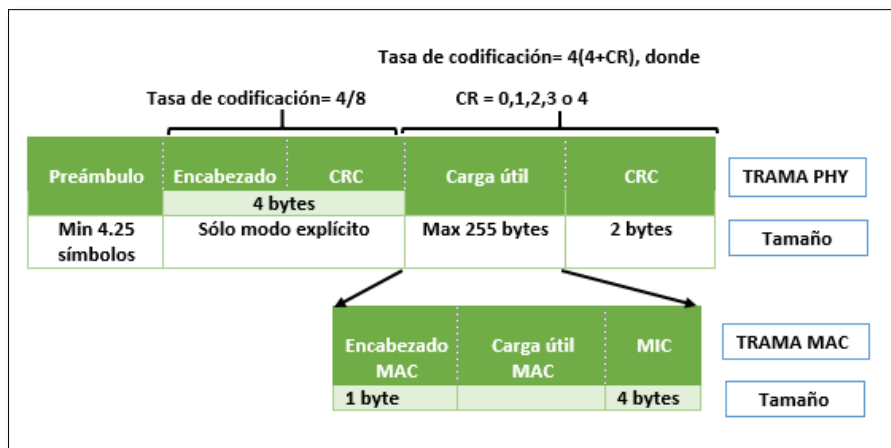 Tasa de codificación= 4(4+CR), donde
CR = 0,1,2,3 o 4
Tasa de codificación= 4/8
Preámbulo
Encabezado
CRC
Carga útil
CRC
TRAMA PHY
4 bytes
Min 4.25
símbolos
Sólo modo explícito
Max 255 bytes
2 bytes
Tamaño
Encabezado
MAC
Carga útil
MAC
MIC
TRAMA MAC
1 byte
4 bytes
Tamaño